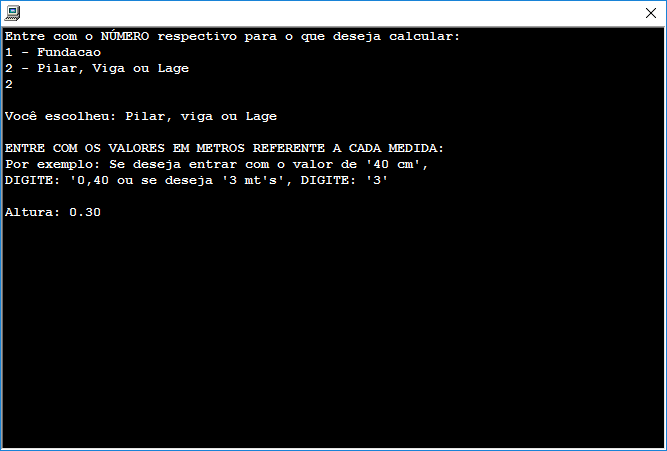 Entre com o NÚMERO respectivo para o que deseja calcular:
1 - Fundacao
2 - Pilar, Viga ou Lage
2
Você escolheu: Pilar, viga ou Lage
ENTRE COM OS VALORES EM METROS REFERENTE A CADA MEDIDA:
Por exemplo: Se deseja entrar com o valor de '40 cm',
DIGITE: '0,40 ou se deseja '3 mt's', DIGITE: '3'
Altura: 0.30